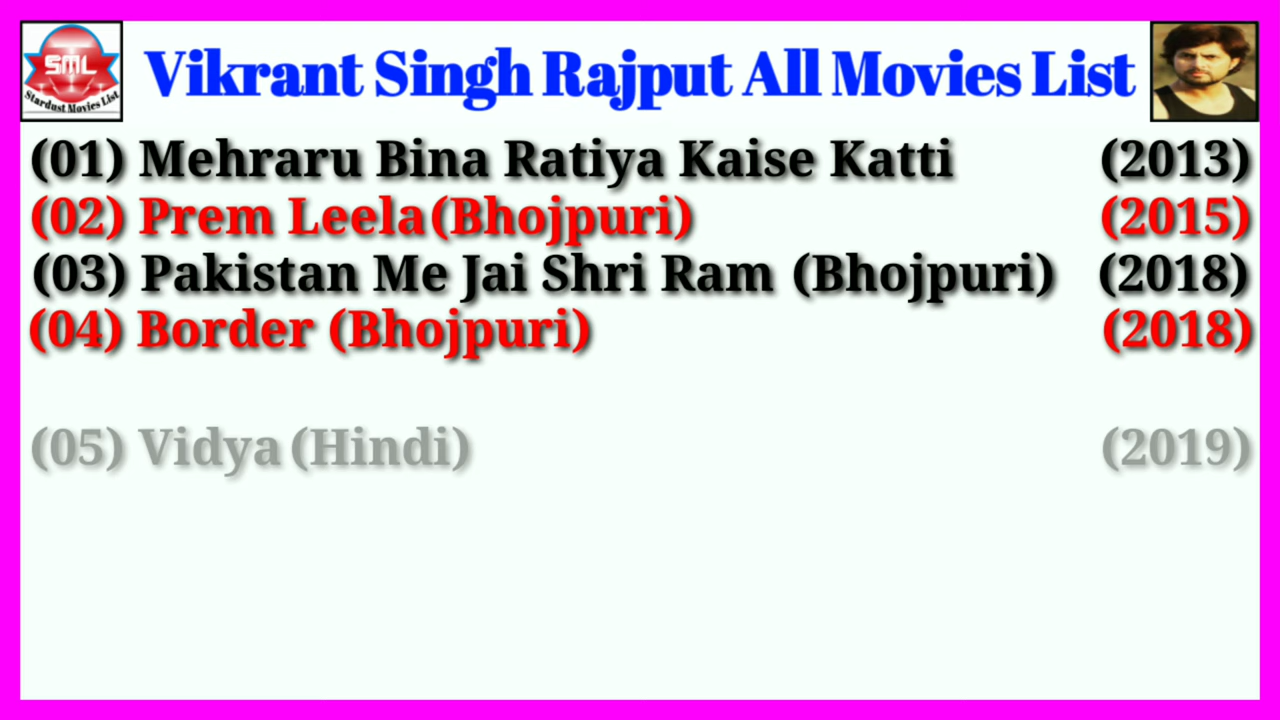 SML
Stardust Movies List
Vikrant Singh Rajput All Movies List
(01) Mehraru Bina Ratiya Kaise Katti (2013)
(02) Prem Leela (Bhojpuri) (2015)
(03) Pakistan Me Jai Shri Ram (Bhojpuri) (2018)
(04) Border (Bhojpuri) (2018)
(05) Vidya (Hindi) (2019)